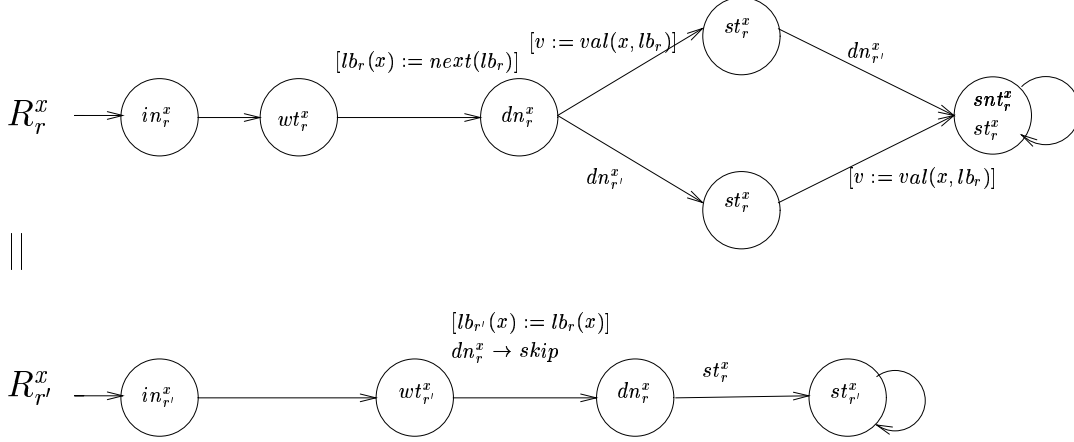 R_r^x
in_r^x
wt_r^x
[lb_r(x) := next(lb_r)]
dn_r^x
[v := val(x, lb_r)]
st_r^x
dn_{r'}^x
dn_{r'}^x
st_r^x
[v := val(x, lb_r)]
snt_r^x
st_r^x
||
R_{r'}^x
in_{r'}^x
wt_{r'}^x
[lb_{r'}(x) := lb_r(x)]
dn_r^x → skip
dn_r^x
st_r^x
st_{r'}^x